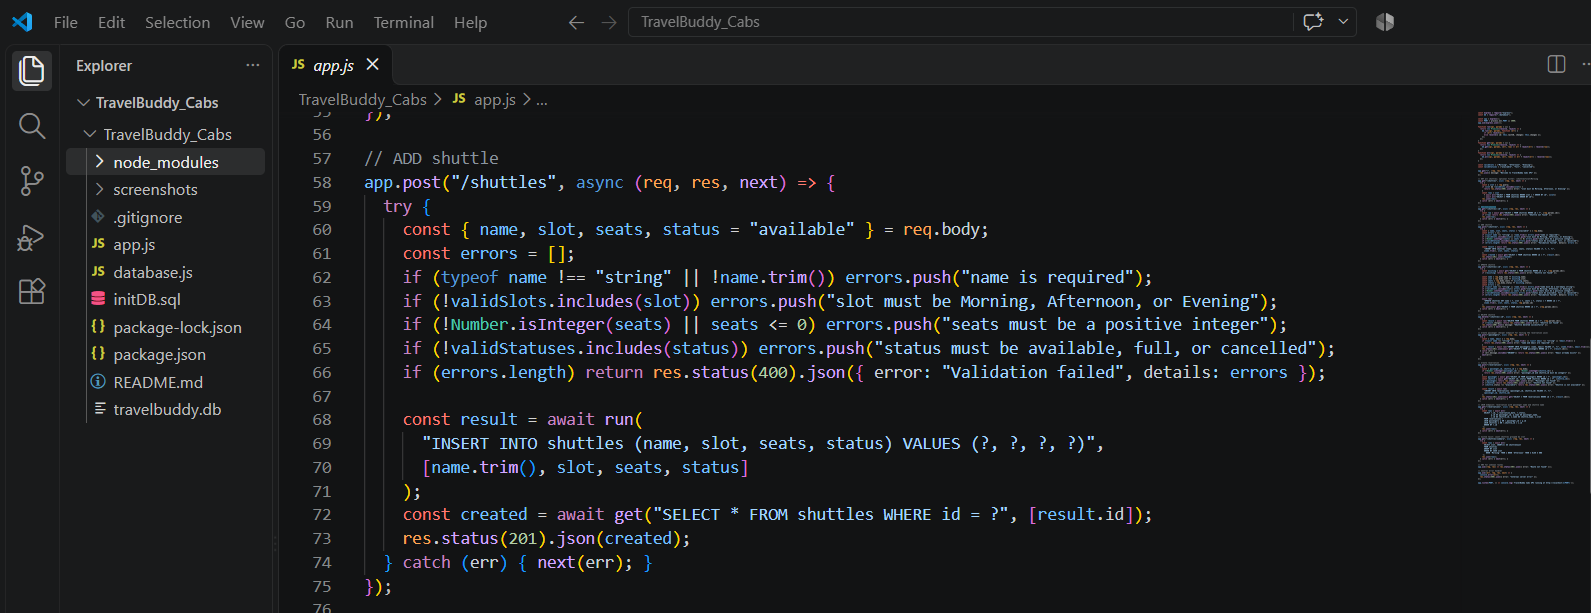 File Edit Selection View Go Run Terminal Help
TravelBuddy_Cabs
Explorer
TravelBuddy_Cabs
TravelBuddy_Cabs
node_modules
screenshots
.gitignore
JS app.js
JS database.js
initDB.sql
{} package-lock.json
{} package.json
README.md
travelbuddy.db
JS app.js
TravelBuddy_Cabs > JS app.js > ...
55 });
56
57 // ADD shuttle
58 app.post("/shuttles", async (req, res, next) => {
59 try {
60 const { name, slot, seats, status = "available" } = req.body;
61 const errors = [];
62 if (typeof name !== "string" || !name.trim()) errors.push("name is required");
63 if (!validSlots.includes(slot)) errors.push("slot must be Morning, Afternoon, or Evening");
64 if (!Number.isInteger(seats) || seats <= 0) errors.push("seats must be a positive integer");
65 if (!validStatuses.includes(status)) errors.push("status must be available, full, or cancelled");
66 if (errors.length) return res.status(400).json({ error: "Validation failed", details: errors });
67
68 const result = await run(
69 "INSERT INTO shuttles (name, slot, seats, status) VALUES (?, ?, ?, ?)",
70 [name.trim(), slot, seats, status]
71 );
72 const created = await get("SELECT * FROM shuttles WHERE id = ?", [result.id]);
73 res.status(201).json(created);
74 } catch (err) { next(err); }
75 });
76